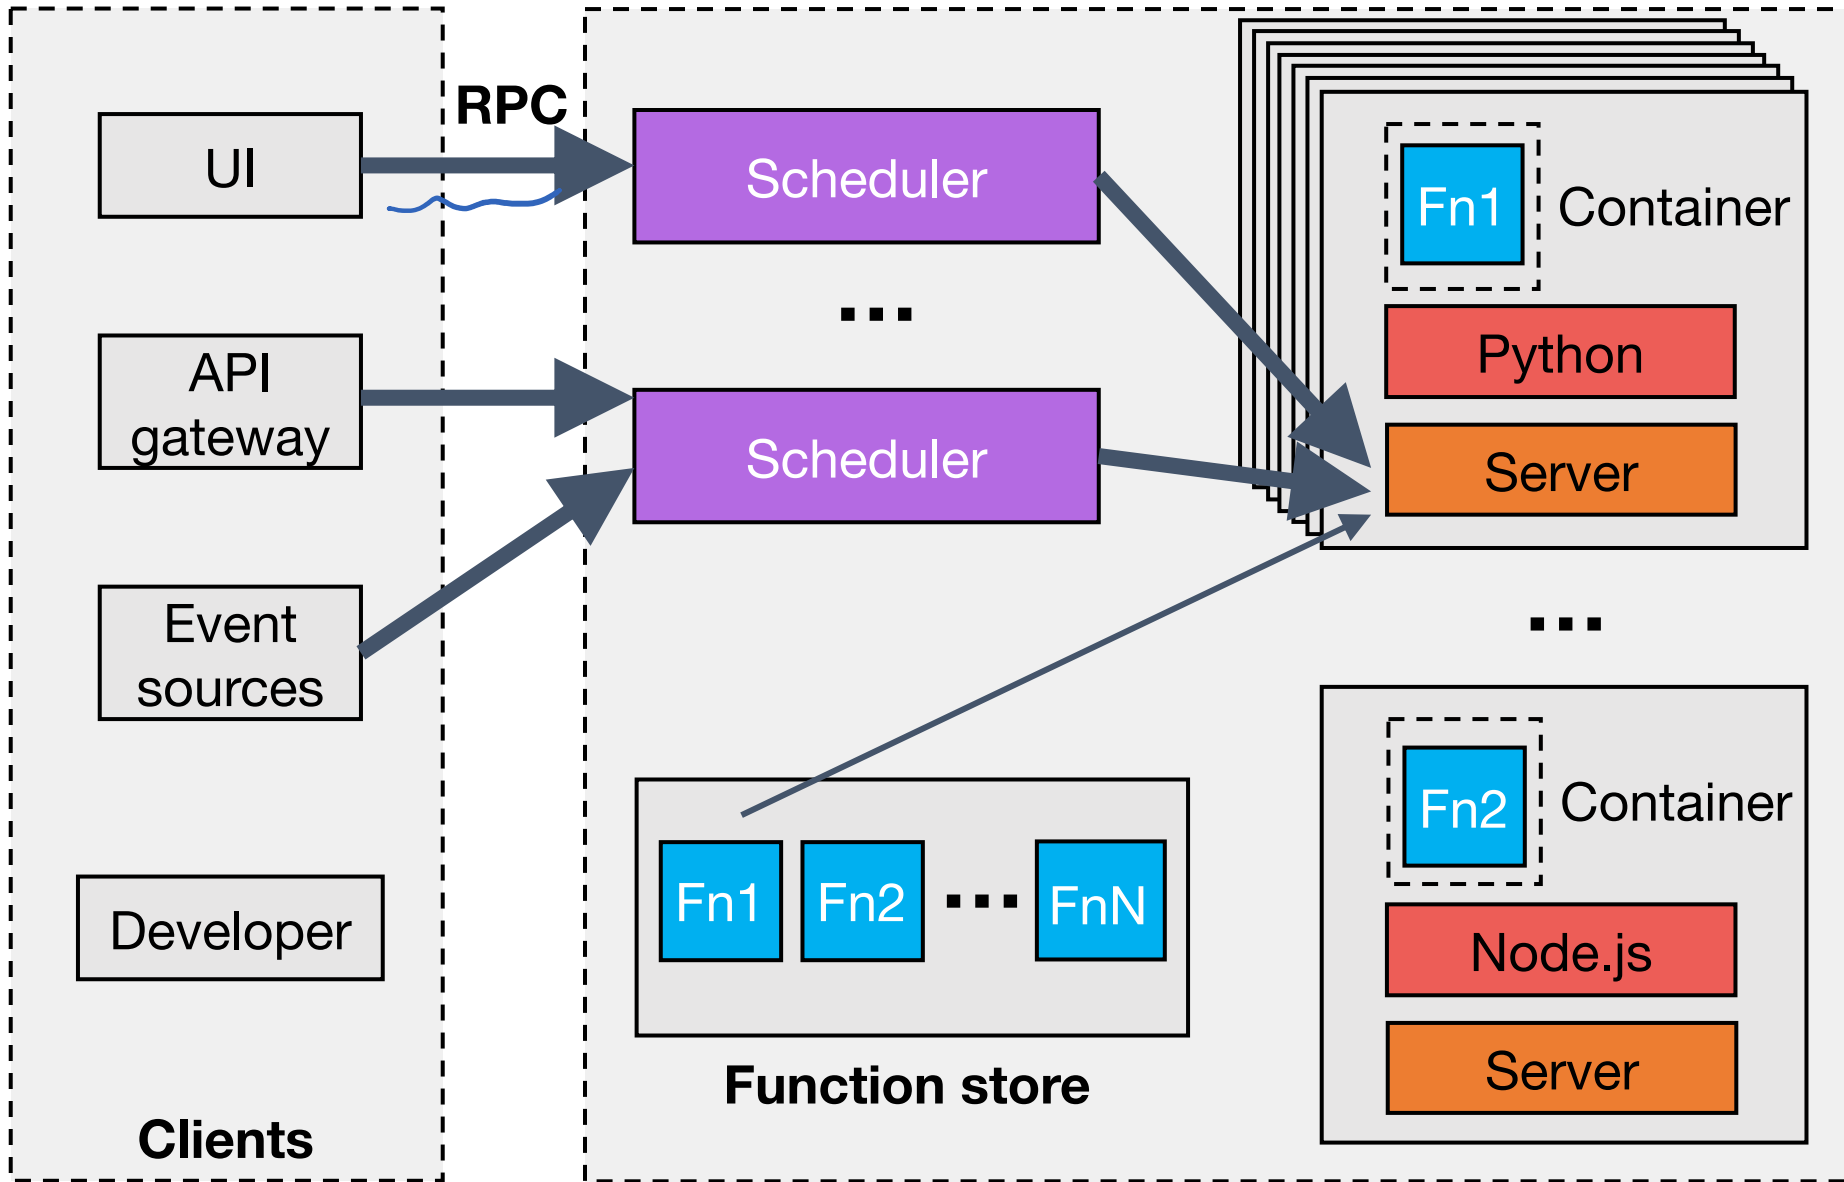 RPC
UI
API
gateway
Event
sources
Developer
Clients
Scheduler
...
Scheduler
Fn1
Fn2
...
FnN
Function store
Fn1
Container
Python
Server
...
Fn2
Container
Node.js
Server